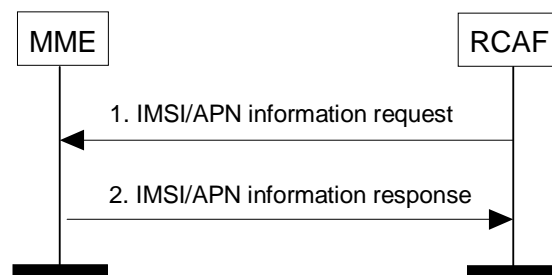 MME
RCAF
1. IMSI/APN information request
2. IMSI/APN information response